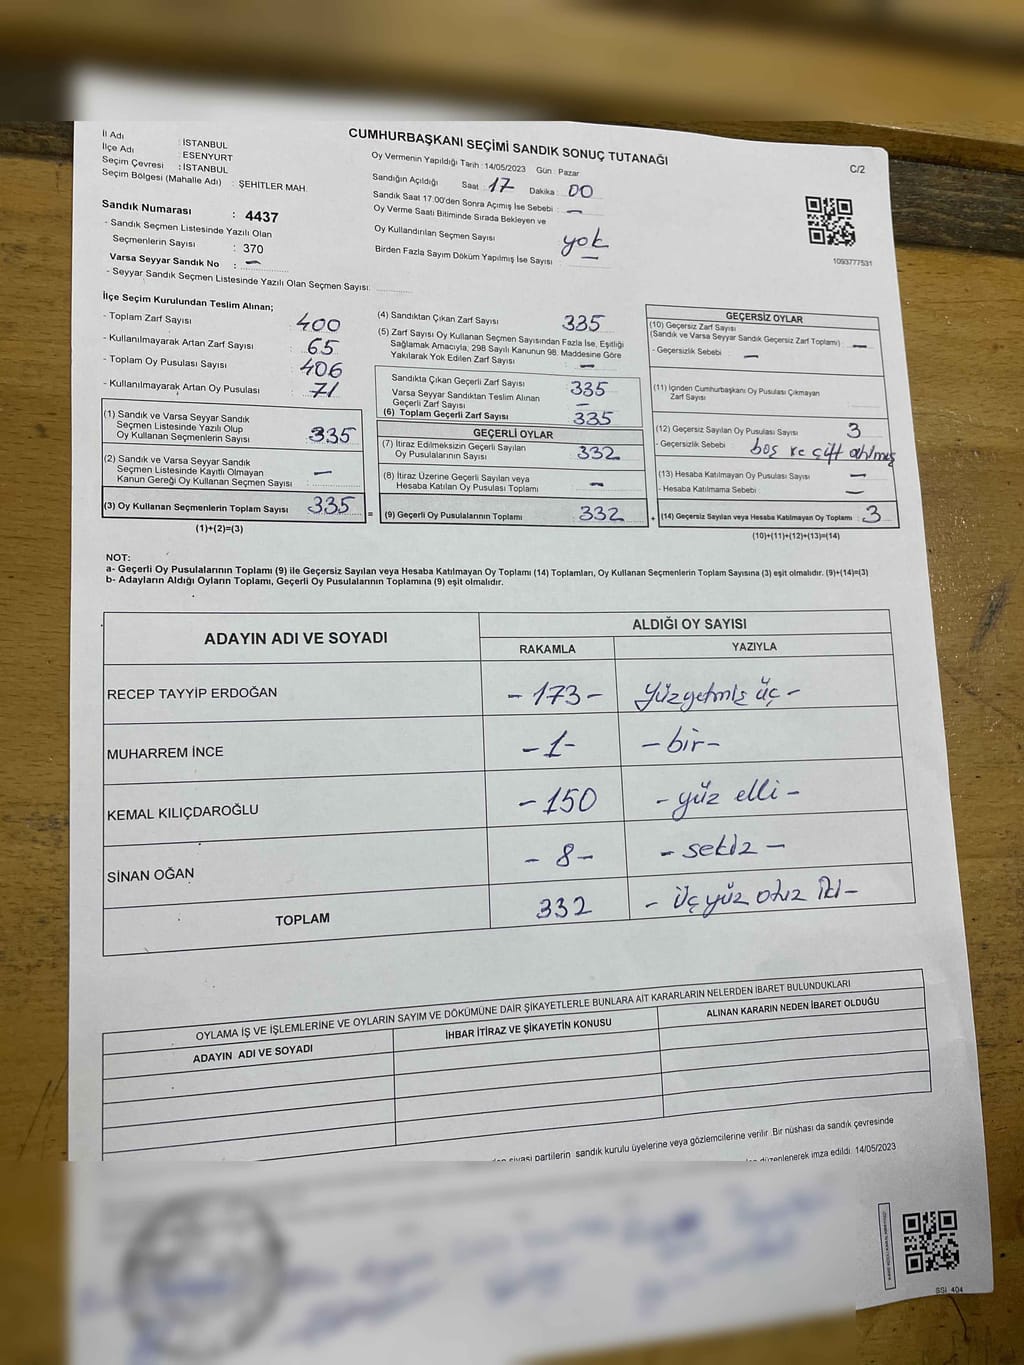 CUMHURBAŞKANI SEÇİMİ SANDIK SONUÇ TUTANAĞI
C/2
İl Adı : İSTANBUL
İlçe Adı : ESENYURT
Seçim Çevresi : İSTANBUL
Seçim Bölgesi (Mahalle Adı) : ŞEHİTLER MAH.
Sandık Numarası : 4437
- Sandık Seçmen Listesinde Yazılı Olan
Seçmenlerin Sayısı : 370
Varsa Seyyar Sandık No : —
- Seyyar Sandık Seçmen Listesinde Yazılı Olan Seçmen Sayısı:
Oy Vermenin Yapıldığı Tarih : 14/05/2023 Gün : Pazar
Sandığın Açıldığı Saat : 17 Dakika : 00
Sandık Saat 17.00'den Sonra Açımış İse Sebebi : —
Oy Verme Saati Bitiminde Sırada Bekleyen ve
Oy Kullandırılan Seçmen Sayısı yok
Birden Fazla Sayım Döküm Yapılmış İse Sayısı : —
1093777531
İlçe Seçim Kurulundan Teslim Alınan;
- Toplam Zarf Sayısı : 400
- Kullanılmayarak Artan Zarf Sayısı : 65
- Toplam Oy Pusulası Sayısı : 406
- Kullanılmayarak Artan Oy Pusulası : 71
(1) Sandık ve Varsa Seyyar Sandık
Seçmen Listesinde Yazılı Olup
Oy Kullanan Seçmenlerin Sayısı : 335
(2) Sandık ve Varsa Seyyar Sandık
Seçmen Listesinde Kayıtlı Olmayan
Kanun Gereği Oy Kullanan Seçmen Sayısı : —
(3) Oy Kullanan Seçmenlerin Toplam Sayısı : 335
(1)+(2)=(3)
(4) Sandıktan Çıkan Zarf Sayısı : 335
(5) Zarf Sayısı Oy Kullanan Seçmen Sayısından Fazla İse, Eşitliği
Sağlamak Amacıyla, 298 Sayılı Kanunun 98. Maddesine Göre
Yakılarak Yok Edilen Zarf Sayısı : —
Sandıkta Çıkan Geçerli Zarf Sayısı : 335
Varsa Seyyar Sandıktan Teslim Alınan
Geçerli Zarf Sayısı : —
(6) Toplam Geçerli Zarf Sayısı : 335
GEÇERLİ OYLAR
(7) İtiraz Edilmeksizin Geçerli Sayılan
Oy Pusulalarının Sayısı : 332
(8) İtiraz Üzerine Geçerli Sayılan veya
Hesaba Katılan Oy Pusulası Toplamı : —
= (9) Geçerli Oy Pusulalarının Toplamı : 332
GEÇERSİZ OYLAR
(10) Geçersiz Zarf Sayısı
(Sandık ve Varsa Seyyar Sandık Geçersiz Zarf Toplamı) : —
- Geçersizlik Sebebi : —
(11) İçinden Cumhurbaşkanı Oy Pusulası Çıkmayan
Zarf Sayısı :
(12) Geçersiz Sayılan Oy Pusulası Sayısı : 3
- Geçersizlik Sebebi : boş ve çift atılmış
(13) Hesaba Katılmayan Oy Pusulası Sayısı : —
- Hesaba Katılmama Sebebi : —
+ (14) Geçersiz Sayılan veya Hesaba Katılmayan Oy Toplamı : 3
(10)+(11)+(12)+(13)=(14)
NOT:
a- Geçerli Oy Pusulalarının Toplamı (9) ile Geçersiz Sayılan veya Hesaba Katılmayan Oy Toplamı (14) Toplamları, Oy Kullanan Seçmenlerin Toplam Sayısına (3) eşit olmalıdır. (9)+(14)=(3)
b- Adayların Aldığı Oyların Toplamı, Geçerli Oy Pusulalarının Toplamına (9) eşit olmalıdır.
ADAYIN ADI VE SOYADI ALDIĞI OY SAYISI
RAKAMLA YAZIYLA
RECEP TAYYİP ERDOĞAN - 173 - Yüzyetmiş üç -
MUHARREM İNCE - 1 - - bir -
KEMAL KILIÇDAROĞLU - 150 - yüz elli -
SİNAN OĞAN - 8 - - sekiz -
TOPLAM 332 - üçyüz otuz iki -
OYLAMA İŞ VE İŞLEMLERİNE VE OYLARIN SAYIM VE DÖKÜMÜNE DAİR ŞİKAYETLERLE BUNLARA AİT KARARLARIN NELERDEN İBARET BULUNDUKLARI
ADAYIN ADI VE SOYADI İHBAR İTİRAZ VE ŞİKAYETİN KONUSU ALINAN KARARIN NEDEN İBARET OLDUĞU
siyasi partilerin sandık kurulu üyelerine veya gözlemcilerine verilir. Bir nüshası da sandık çevresinde
düzenlenerek imza edildi. 14/05/2023
SSİ 404